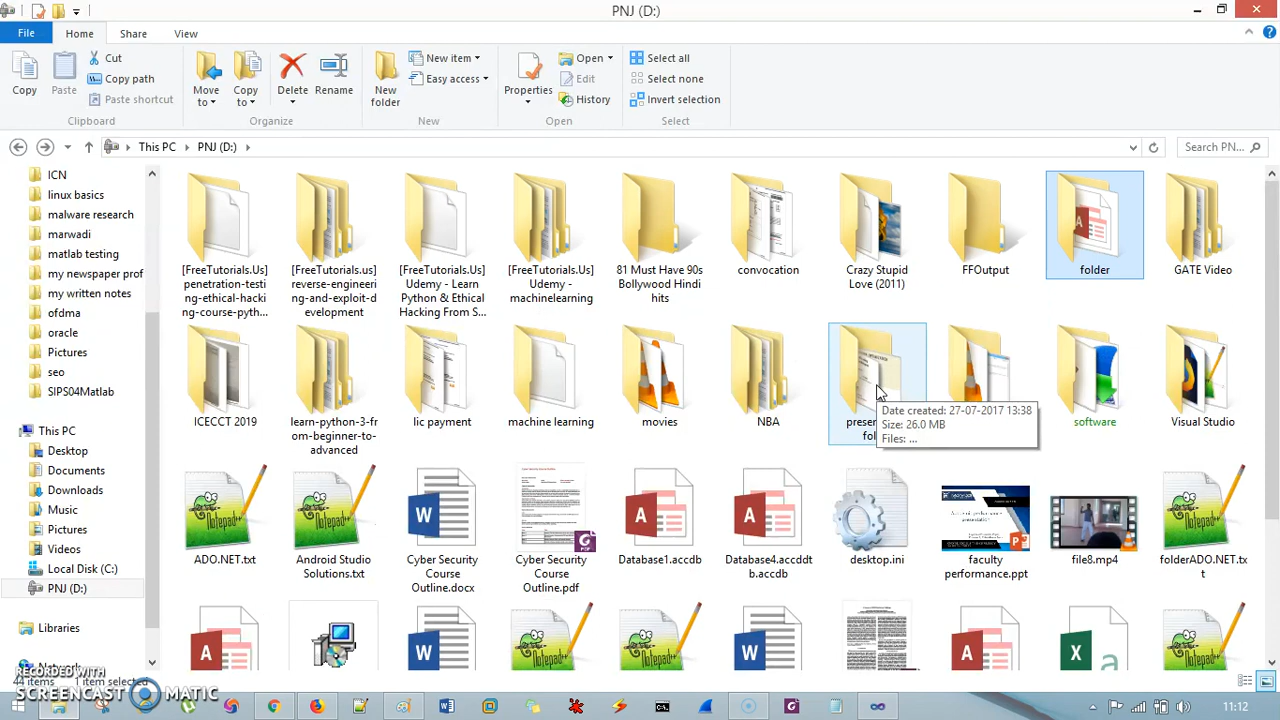 PNJ (D:)
File Home Share View
Copy Paste Cut Copy path Paste shortcut Move to Copy to Delete Rename New folder New item Easy access Properties Open Edit History Select all Select none Invert selection
Clipboard Organize New Open Select
This PC PNJ (D:) Search PN...
ICN
linux basics
malware research
marwadi
matlab testing
my newspaper prof
my written notes
ofdma
oracle
Pictures
seo
SIPS04Matlab
This PC
Desktop
Documents
Downloads
Music
Pictures
Videos
Local Disk (C:)
PNJ (D:)
Libraries
[FreeTutorials.Us]
penetration-testi
ng-ethical-hacki
ng-course-pyth...
[FreeTutorials.us]
reverse-engineeri
ng-and-exploit-d
evelopment
[FreeTutorials.Us]
Udemy - Learn
Python & Ethical
Hacking From S...
[FreeTutorials.Us]
Udemy -
machinelearning
81 Must Have 90s
Bollywood Hindi
hits
convocation
Crazy Stupid
Love (2011)
FFOutput
folder
GATE Video
ICECCT 2019
learn-python-3-fr
om-beginner-to-
advanced
lic payment
machine learning
movies
NBA
software
Visual Studio
Date created: 27-07-2017 13:38
Size: 26.0 MB
Files: ...
ADO.NET.txt
Android Studio
Solutions.txt
Cyber Security
Course
Outline.docx
Cyber Security
Course
Outline.pdf
Database1.accdb
Database4.accddt
b.accdb
desktop.ini
faculty
performance.ppt
file8.mp4
folderADO.NET.tx
t
RECORDED WITH
SCREENCAST MATIC
11:12